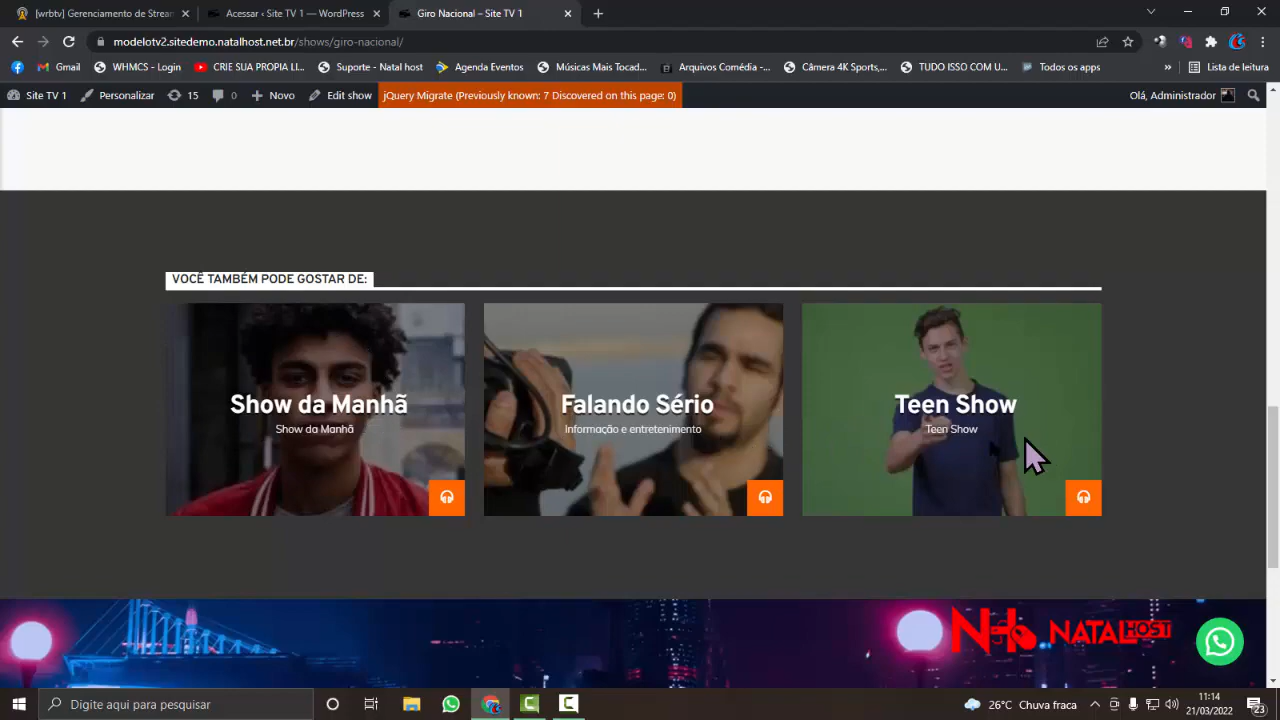 [wrbtv] Gerenciamento de Stream
Acessar ‹ Site TV 1 — WordPress
Giro Nacional – Site TV 1
modelotv2.sitedemo.natalhost.net.br/shows/giro-nacional/
Gmail
WHMCS - Login
CRIE SUA PROPIA LI...
Suporte - Natal host
Agenda Eventos
Músicas Mais Tocad...
Arquivos Comédia -...
Câmera 4K Sports,...
TUDO ISSO COM U...
Todos os apps
»
Lista de leitura
Site TV 1
Personalizar
15
0
Novo
Edit show
jQuery Migrate (Previously known: 7 Discovered on this page: 0)
Olá, Administrador
VOCÊ TAMBÉM PODE GOSTAR DE:
Show da Manhã
Show da Manhã
Falando Sério
Informação e entretenimento
Teen Show
Teen Show
NH
NATALHOST
Digite aqui para pesquisar
26°C Chuva fraca
11:14
21/03/2022
23